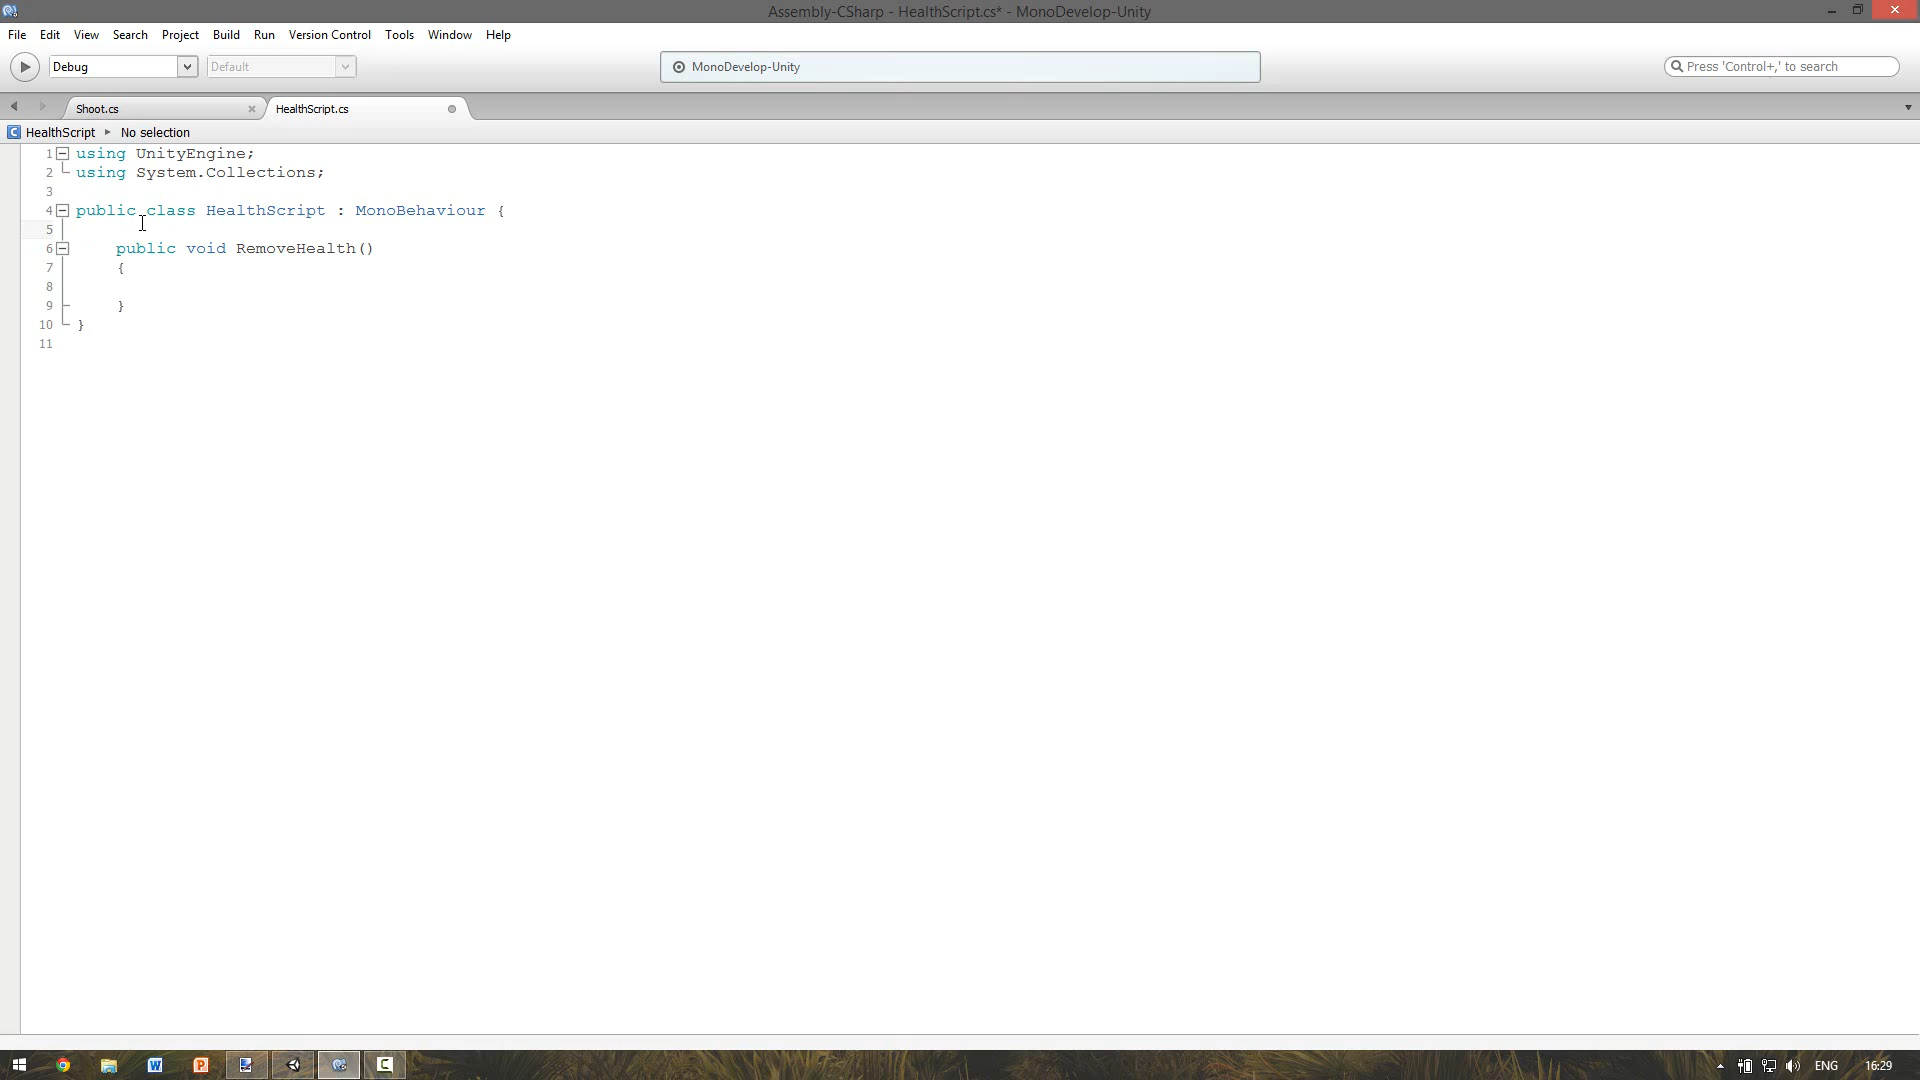 Assembly-CSharp - HealthScript.cs* - MonoDevelop-Unity
File Edit View Search Project Build Run Version Control Tools Window Help
Debug Default MonoDevelop-Unity Press 'Control+,' to search
Shoot.cs HealthScript.cs
HealthScript No selection
1 using UnityEngine;
2 using System.Collections;
3
4 public class HealthScript : MonoBehaviour {
5
6 public void RemoveHealth()
7 {
8
9 }
10 }
11
ENG 16:29